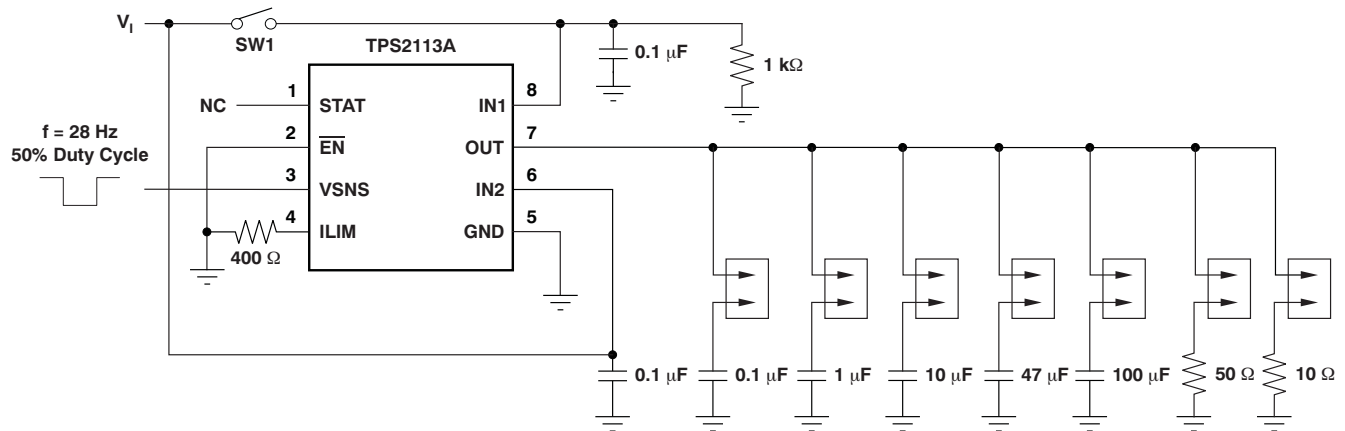 V_I
SW1
TPS2113A
0.1 μF
1 kΩ
NC
1
STAT
IN1
8
f = 28 Hz
50% Duty Cycle
2
E̅N̅
OUT
7
3
VSNS
IN2
6
4
ILIM
GND
5
400 Ω
0.1 μF
0.1 μF
1 μF
10 μF
47 μF
100 μF
50 Ω
10 Ω